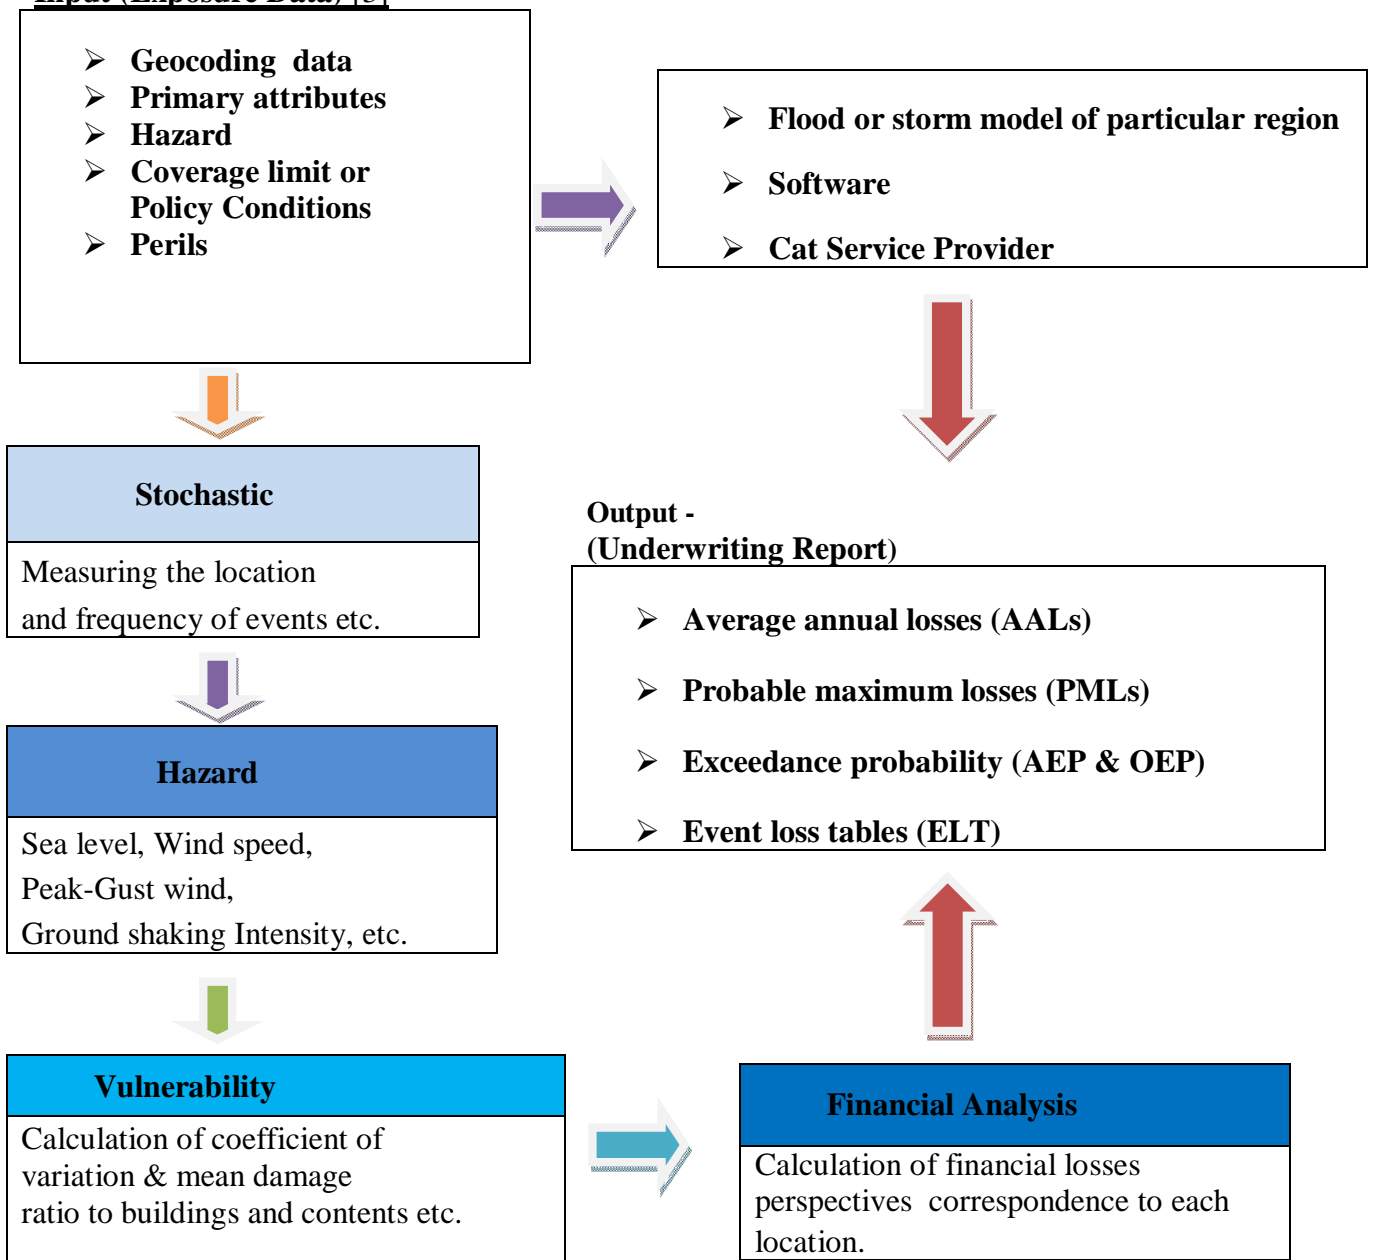 Input (Exposure Data) [3]
➢ Geocoding data
➢ Primary attributes
➢ Hazard
➢ Coverage limit or
Policy Conditions
➢ Perils
➢ Flood or storm model of particular region
➢ Software
➢ Cat Service Provider
Stochastic
Measuring the location
and frequency of events etc.
Hazard
Sea level, Wind speed,
Peak-Gust wind,
Ground shaking Intensity, etc.
Vulnerability
Calculation of coefficient of
variation & mean damage
ratio to buildings and contents etc.
Financial Analysis
Calculation of financial losses
perspectives correspondence to each
location.
Output -
(Underwriting Report)
➢ Average annual losses (AALs)
➢ Probable maximum losses (PMLs)
➢ Exceedance probability (AEP & OEP)
➢ Event loss tables (ELT)